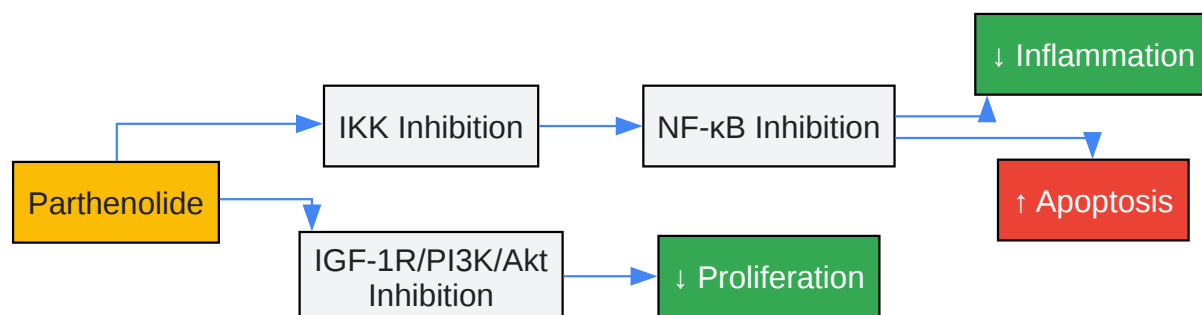 ↓ Inflammation
IKK Inhibition
NF-κB Inhibition
Parthenolide
↑ Apoptosis
IGF-1R/PI3K/Akt
Inhibition
↓ Proliferation